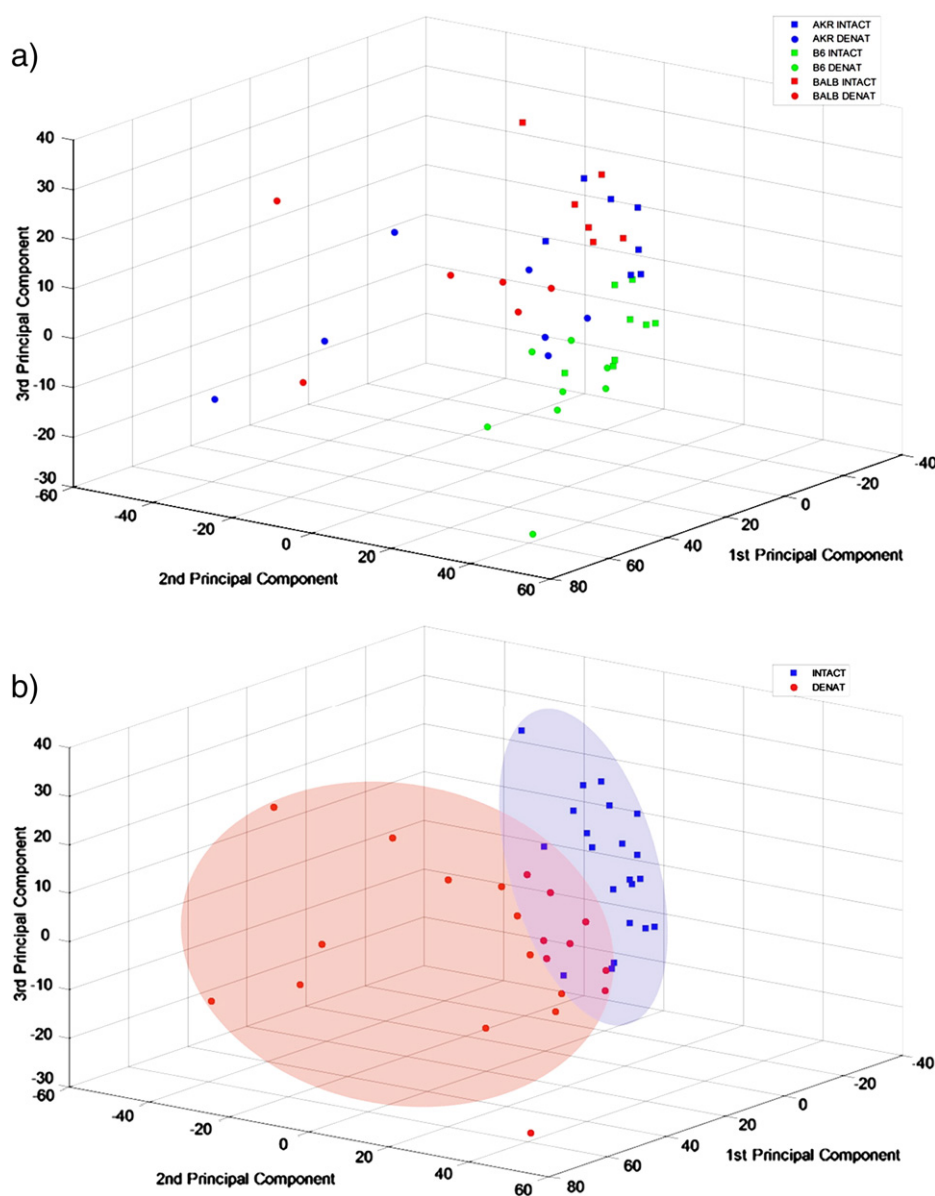 a)
AKR INTACT
AKR DENAT
B6 INTACT
B6 DENAT
BALB INTACT
BALB DENAT
40
30
20
10
0
-10
-20
-30
3rd Principal Component
-60
-40
-20
0
20
40
60
2nd Principal Component
80
60
40
20
0
-20
-40
1st Principal Component
b)
INTACT
DENAT
40
30
20
10
0
-10
-20
-30
3rd Principal Component
-60
-40
-20
0
20
40
60
2nd Principal Component
80
60
40
20
0
-20
-40
1st Principal Component